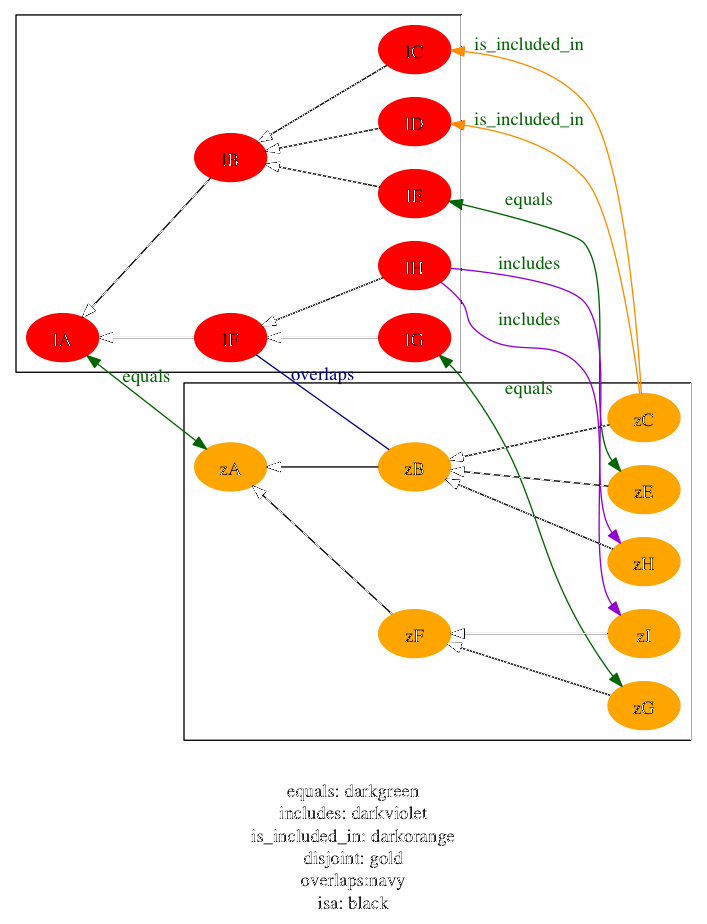 lC
is_included_in
lD
is_included_in
lB
lE
equals
lH
includes
includes
lA
lF
lG
equals
overlaps
equals
zC
zA
zB
zE
zH
zF
zI
zG
equals: darkgreen
includes: darkviolet
is_included_in: darkorange
disjoint: gold
overlaps:navy
isa: black